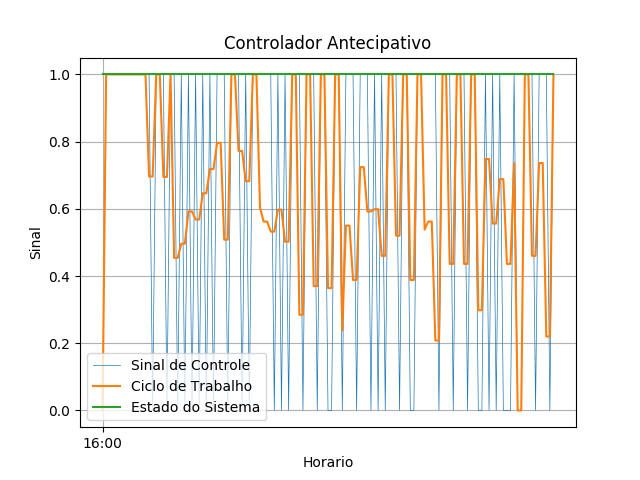 Controlador Antecipativo
Sinal
1.0
0.8
0.6
0.4
0.2
0.0
Sinal de Controle
Ciclo de Trabalho
Estado do Sistema
16:00
Horario